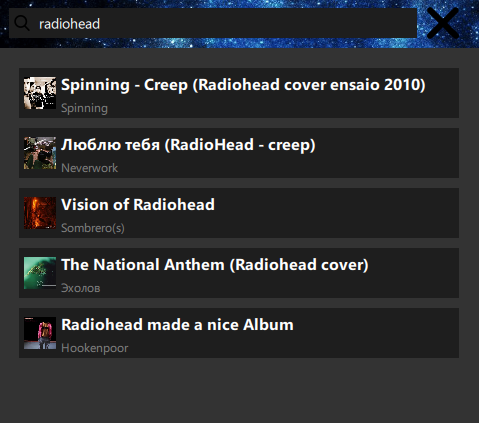 radiohead
Spinning - Creep (Radiohead cover ensaio 2010)
Spinning
Люблю тебя (RadioHead - creep)
Neverwork
Vision of Radiohead
Sombrero(s)
The National Anthem (Radiohead cover)
Эхолов
Radiohead made a nice Album
Hookenpoor